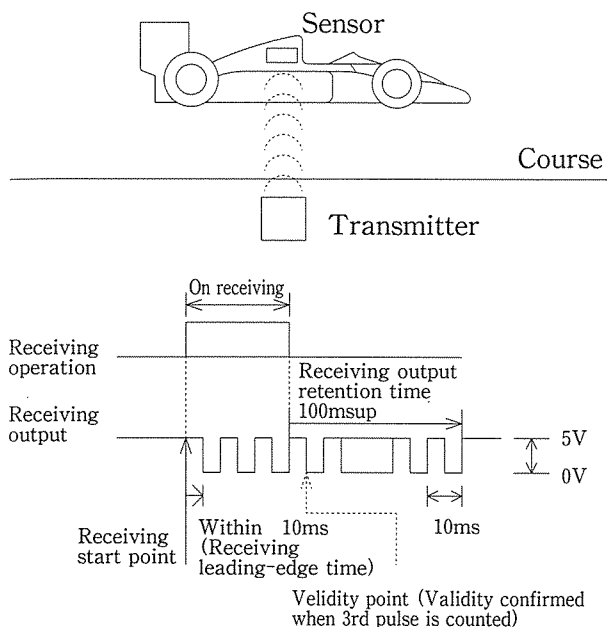 Sensor
Course
Transmitter
On receiving
Receiving
operation
Receiving output
retention time
100msup
Receiving
output
5V
0V
Within 10ms
(Receiving
leading-edge time)
10ms
Receiving
start point
Velidity point (Validity confirmed
when 3rd pulse is counted)